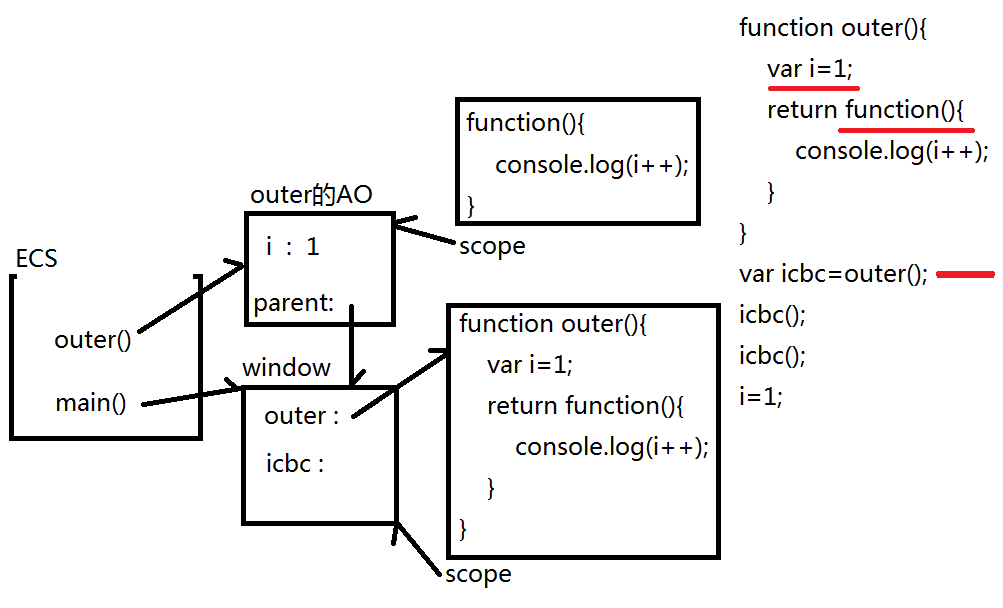 function outer(){
var i=1;
return function(){
console.log(i++);
}
}
var icbc=outer();
icbc();
icbc();
i=1;
function(){
console.log(i++);
}
scope
outer的AO
i : 1
parent:
ECS
outer()
main()
window
outer :
icbc :
function outer(){
var i=1;
return function(){
console.log(i++);
}
}
scope